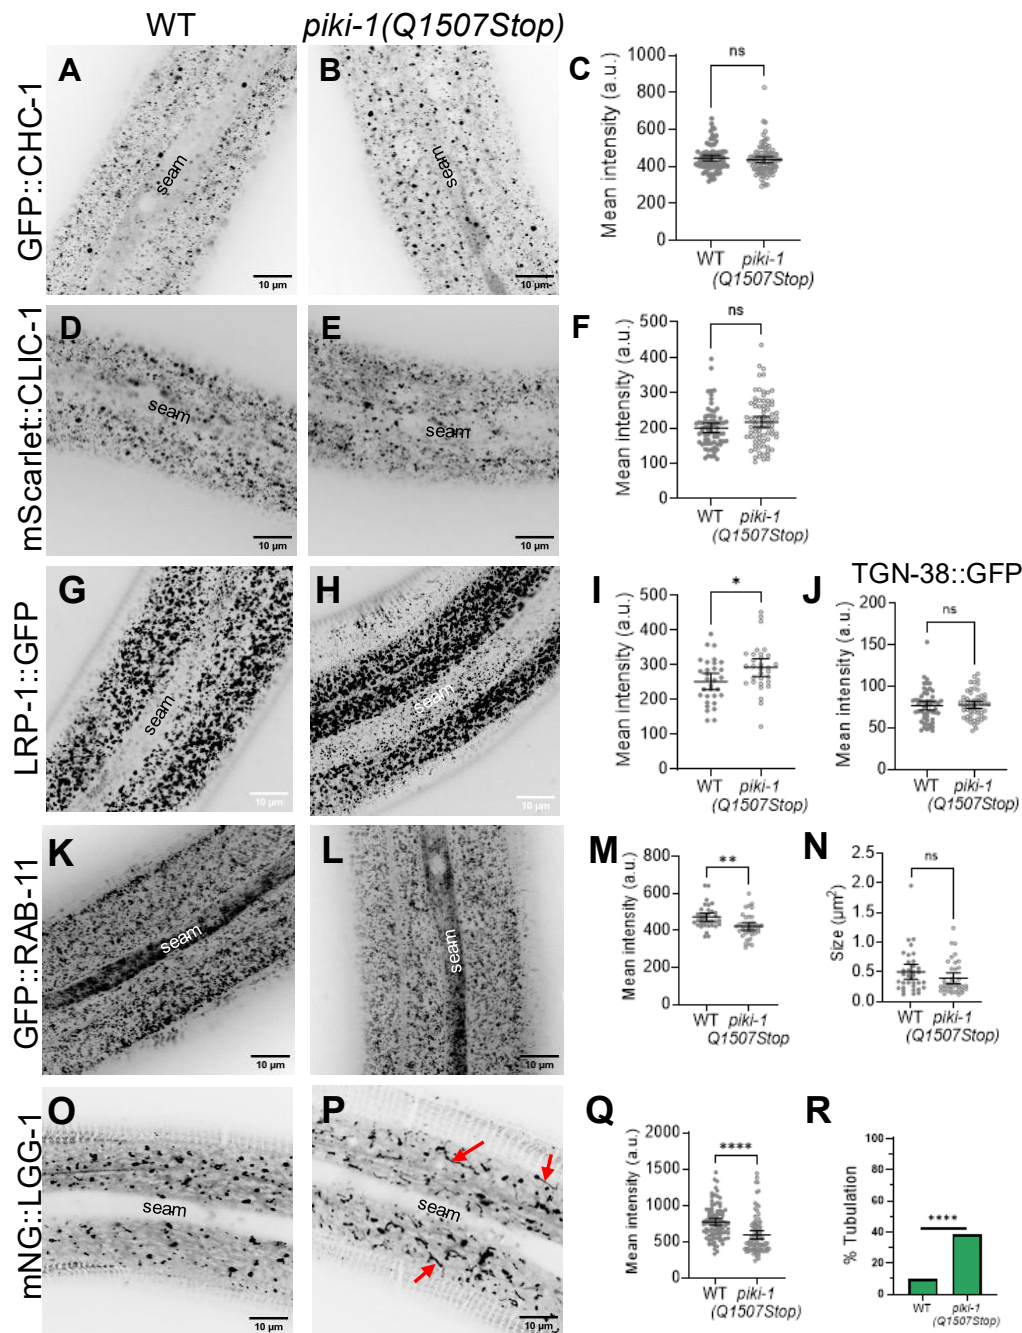 WT
piki-1(Q1507Stop)
GFP::CHC-1
A
seam
10 µm
B
seam
10 µm
C
Mean intensity (a.u.)
1000
800
600
400
200
0
ns
WT
piki-1
(Q1507Stop)
mScarlet::CLIC-1
D
seam
10 µm
E
seam
10 µm
F
Mean intensity (a.u.)
500
400
300
200
100
0
ns
WT
piki-1
(Q1507Stop)
LRP-1::GFP
G
seam
10 µm
H
seam
10 µm
I
Mean intensity (a.u.)
500
400
300
200
100
0
*
WT
piki-1
(Q1507Stop)
TGN-38::GFP
J
Mean intensity (a.u.)
200
150
100
50
0
ns
WT
piki-1
(Q1507Stop)
GFP::RAB-11
K
seam
10 µm
L
seam
10 µm
M
Mean intensity (a.u.)
800
600
400
200
0
**
WT
piki-1
Q1507Stop
N
Size (µm²)
2.5
2.0
1.5
1.0
0.5
0.0
ns
WT
piki-1
(Q1507Stop)
mNG::LGG-1
O
seam
10 µm
P
seam
10 µm
Q
Mean intensity (a.u.)
2000
1500
1000
500
0
****
WT
piki-1
(Q1507Stop)
R
% Tubulation
100
80
60
40
20
0
****
WT
piki-1
(Q1507Stop)